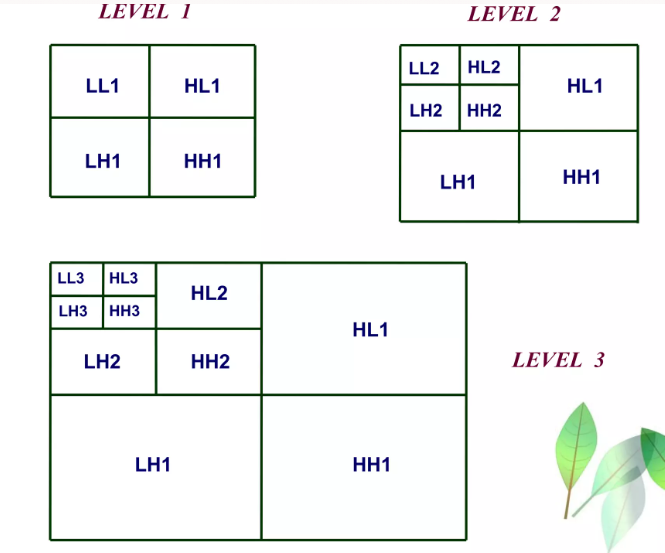 LEVEL 1
LL1 HL1
LH1 HH1
LEVEL 2
LL2 HL2
HL1
LH2 HH2
LH1 HH1
LL3 HL3
HL2
LH3 HH3
HL1
LH2 HH2
LH1 HH1
LEVEL 3